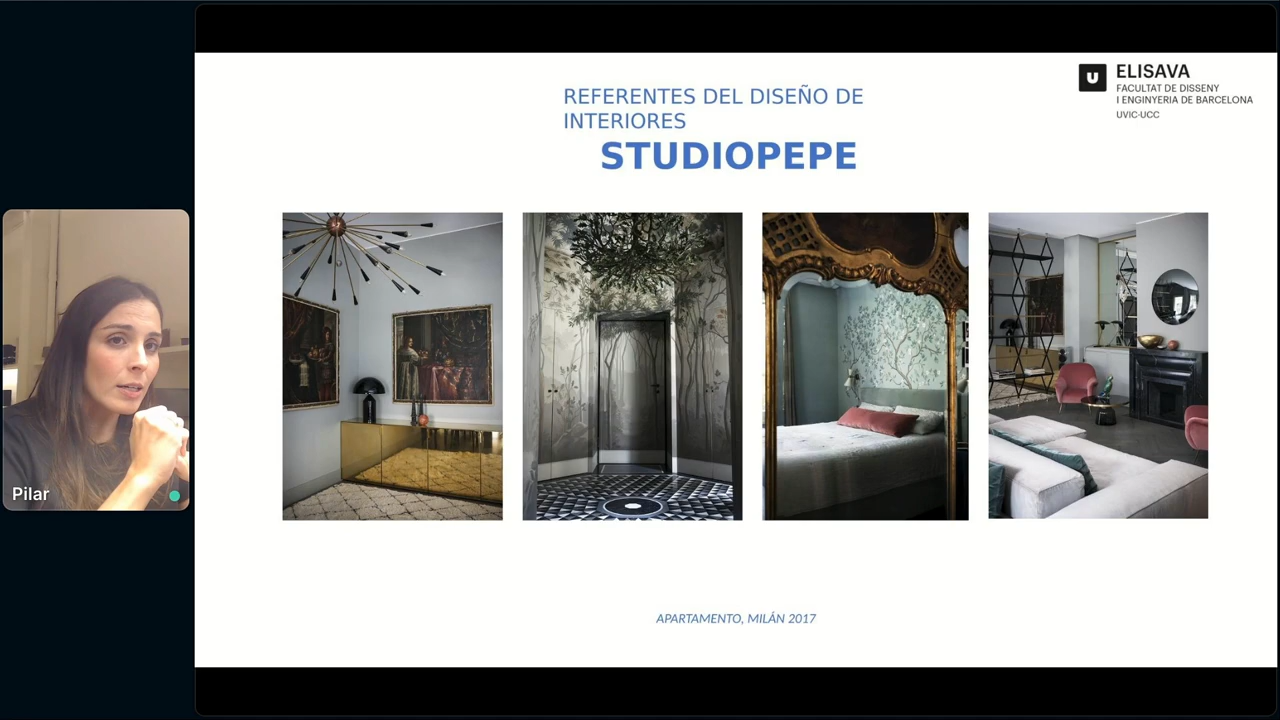 REFERENTES DEL DISEÑO DE
INTERIORES
STUDIOPEPE
U
ELISAVA
FACULTAT DE DISSENY
I ENGINYERIA DE BARCELONA
UVIC·UCC
Pilar
APARTAMENTO, MILÁN 2017